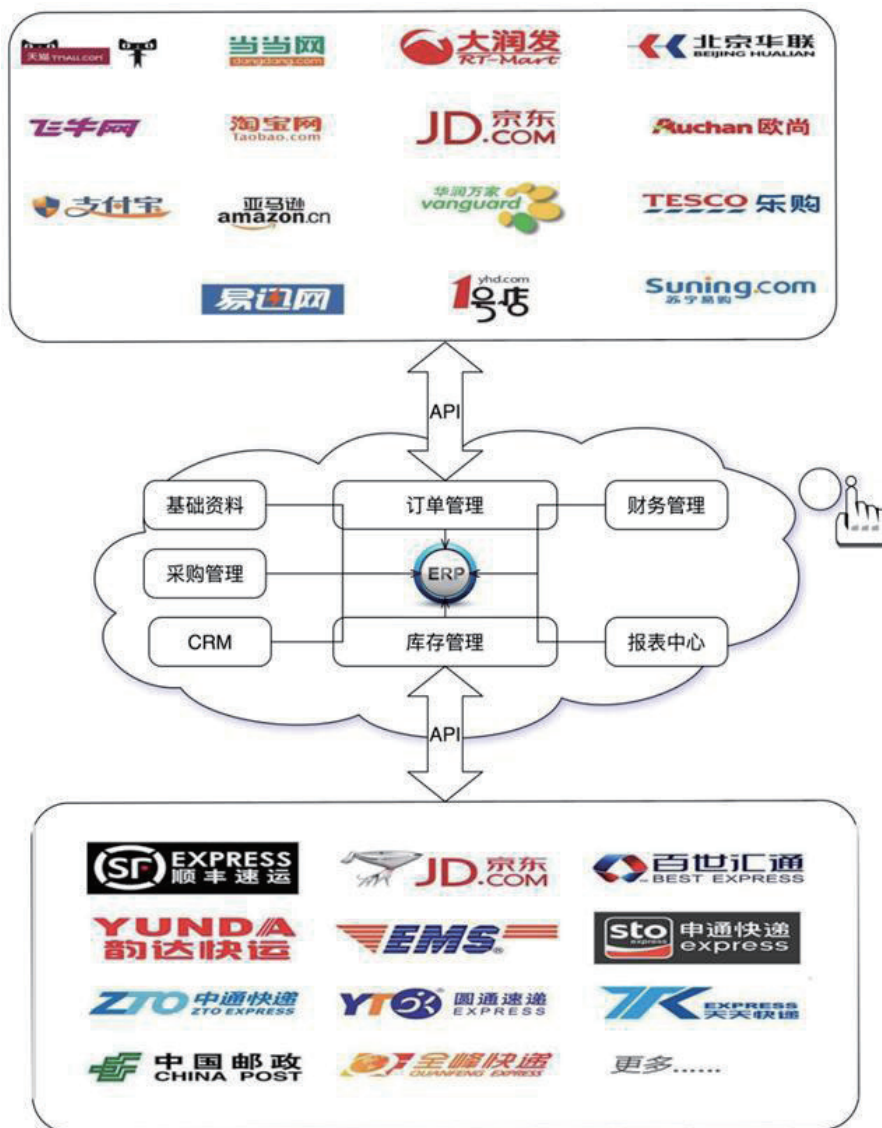 天猫 TMALL.COM
当当网
dangdang.com
大润发
RT-Mart
北京华联
BEIJING HUALIAN
飞牛网
淘宝网
Taobao.com
JD.京东
.COM
Auchan 欧尚
支付宝
亚马逊
amazon.cn
华润万家
vanguard
TESCO 乐购
易迅网
yhd.com
1号店
Suning.com
苏宁易购
API
基础资料
订单管理
财务管理
采购管理
ERP
CRM
库存管理
报表中心
API
SF EXPRESS
顺丰速运
JD.京东
.COM
百世汇通
BEST EXPRESS
YUNDA
韵达快运
EMS
sto express
申通快递
express
ZTO 中通快递
ZTO EXPRESS
YTO 圆通速递
EXPRESS
TTK EXPRESS
天天快递
中国邮政
CHINA POST
全峰快递
QUANFENG EXPRESS
更多......